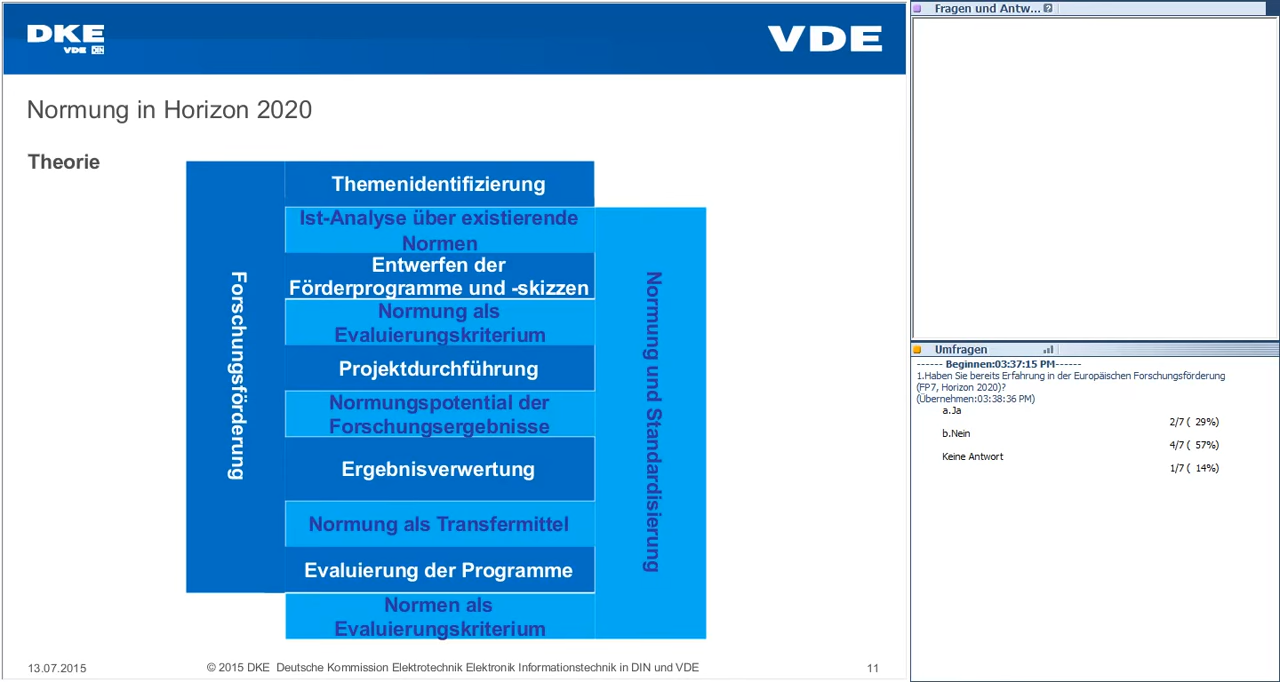 DKE
VDE DIN
VDE
Normung in Horizon 2020
Theorie
Forschungsförderung
Themenidentifizierung
Ist-Analyse über existierende
Normen
Entwerfen der
Förderprogramme und -skizzen
Normung als
Evaluierungskriterium
Projektdurchführung
Normungspotential der
Forschungsergebnisse
Ergebnisverwertung
Normung als Transfermittel
Evaluierung der Programme
Normen als
Evaluierungskriterium
Normung und Standardisierung
13.07.2015
© 2015 DKE Deutsche Kommission Elektrotechnik Elektronik Informationstechnik in DIN und VDE
11
Fragen und Antw... ?
Umfragen
------ Beginnen:03:37:15 PM------
1.Haben Sie bereits Erfahrung in der Europäischen Forschungsförderung
(FP7, Horizon 2020)?
(Übernehmen:03:38:36 PM)
a.Ja
2/7 ( 29%)
b.Nein
4/7 ( 57%)
Keine Antwort
1/7 ( 14%)